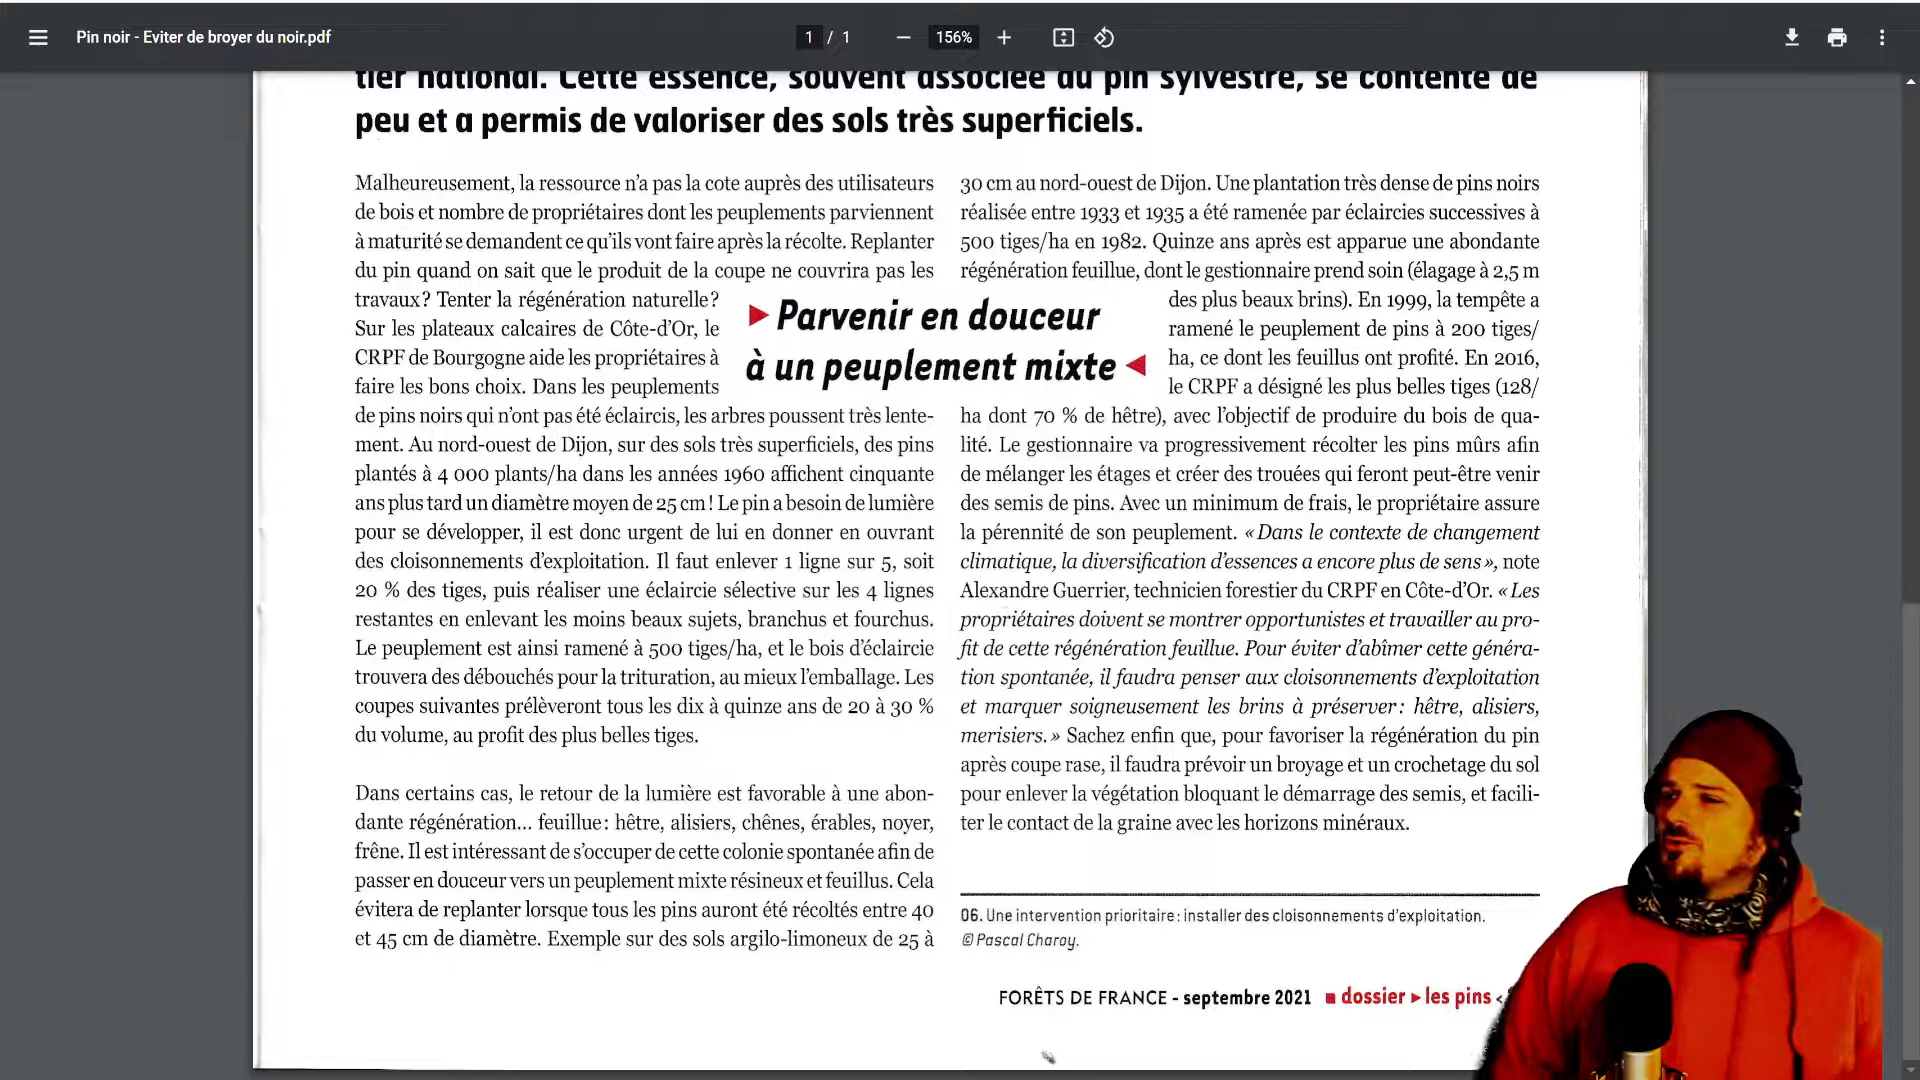 Pin noir - Eviter de broyer du noir.pdf
1 / 1
156%
tier national. Cette essence, souvent associée au pin sylvestre, se contente de
peu et a permis de valoriser des sols très superficiels.
Malheureusement, la ressource n'a pas la cote auprès des utilisateurs
de bois et nombre de propriétaires dont les peuplements parviennent
à maturité se demandent ce qu'ils vont faire après la récolte. Replanter
du pin quand on sait que le produit de la coupe ne couvrira pas les
travaux ? Tenter la régénération naturelle ?
Sur les plateaux calcaires de Côte-d'Or, le
CRPF de Bourgogne aide les propriétaires à
faire les bons choix. Dans les peuplements
de pins noirs qui n'ont pas été éclaircis, les arbres poussent très lente-
ment. Au nord-ouest de Dijon, sur des sols très superficiels, des pins
plantés à 4 000 plants/ha dans les années 1960 affichent cinquante
ans plus tard un diamètre moyen de 25 cm ! Le pin a besoin de lumière
pour se développer, il est donc urgent de lui en donner en ouvrant
des cloisonnements d'exploitation. Il faut enlever 1 ligne sur 5, soit
20 % des tiges, puis réaliser une éclaircie sélective sur les 4 lignes
restantes en enlevant les moins beaux sujets, branchus et fourchus.
Le peuplement est ainsi ramené à 500 tiges/ha, et le bois d'éclaircie
trouvera des débouchés pour la trituration, au mieux l'emballage. Les
coupes suivantes prélèveront tous les dix à quinze ans de 20 à 30 %
du volume, au profit des plus belles tiges.
Dans certains cas, le retour de la lumière est favorable à une abon-
dante régénération... feuillue : hêtre, alisiers, chênes, érables, noyer,
frêne. Il est intéressant de s'occuper de cette colonie spontanée afin de
passer en douceur vers un peuplement mixte résineux et feuillus. Cela
évitera de replanter lorsque tous les pins auront été récoltés entre 40
et 45 cm de diamètre. Exemple sur des sols argilo-limoneux de 25 à
▶ Parvenir en douceur
à un peuplement mixte ◀
30 cm au nord-ouest de Dijon. Une plantation très dense de pins noirs
réalisée entre 1933 et 1935 a été ramenée par éclaircies successives à
500 tiges/ha en 1982. Quinze ans après est apparue une abondante
régénération feuillue, dont le gestionnaire prend soin (élagage à 2,5 m
des plus beaux brins). En 1999, la tempête a
ramené le peuplement de pins à 200 tiges/
ha, ce dont les feuillus ont profité. En 2016,
le CRPF a désigné les plus belles tiges (128/
ha dont 70 % de hêtre), avec l'objectif de produire du bois de qua-
lité. Le gestionnaire va progressivement récolter les pins mûrs afin
de mélanger les étages et créer des trouées qui feront peut-être venir
des semis de pins. Avec un minimum de frais, le propriétaire assure
la pérennité de son peuplement. « Dans le contexte de changement
climatique, la diversification d'essences a encore plus de sens », note
Alexandre Guerrier, technicien forestier du CRPF en Côte-d'Or. « Les
propriétaires doivent se montrer opportunistes et travailler au pro-
fit de cette régénération feuillue. Pour éviter d'abîmer cette généra-
tion spontanée, il faudra penser aux cloisonnements d'exploitation
et marquer soigneusement les brins à préserver : hêtre, alisiers,
merisiers. » Sachez enfin que, pour favoriser la régénération du pin
après coupe rase, il faudra prévoir un broyage et un crochetage du sol
pour enlever la végétation bloquant le démarrage des semis, et facili-
ter le contact de la graine avec les horizons minéraux.
06. Une intervention prioritaire : installer des cloisonnements d'exploitation.
© Pascal Charoy.
FORÊTS DE FRANCE - septembre 2021 ■ dossier ▸ les pins <